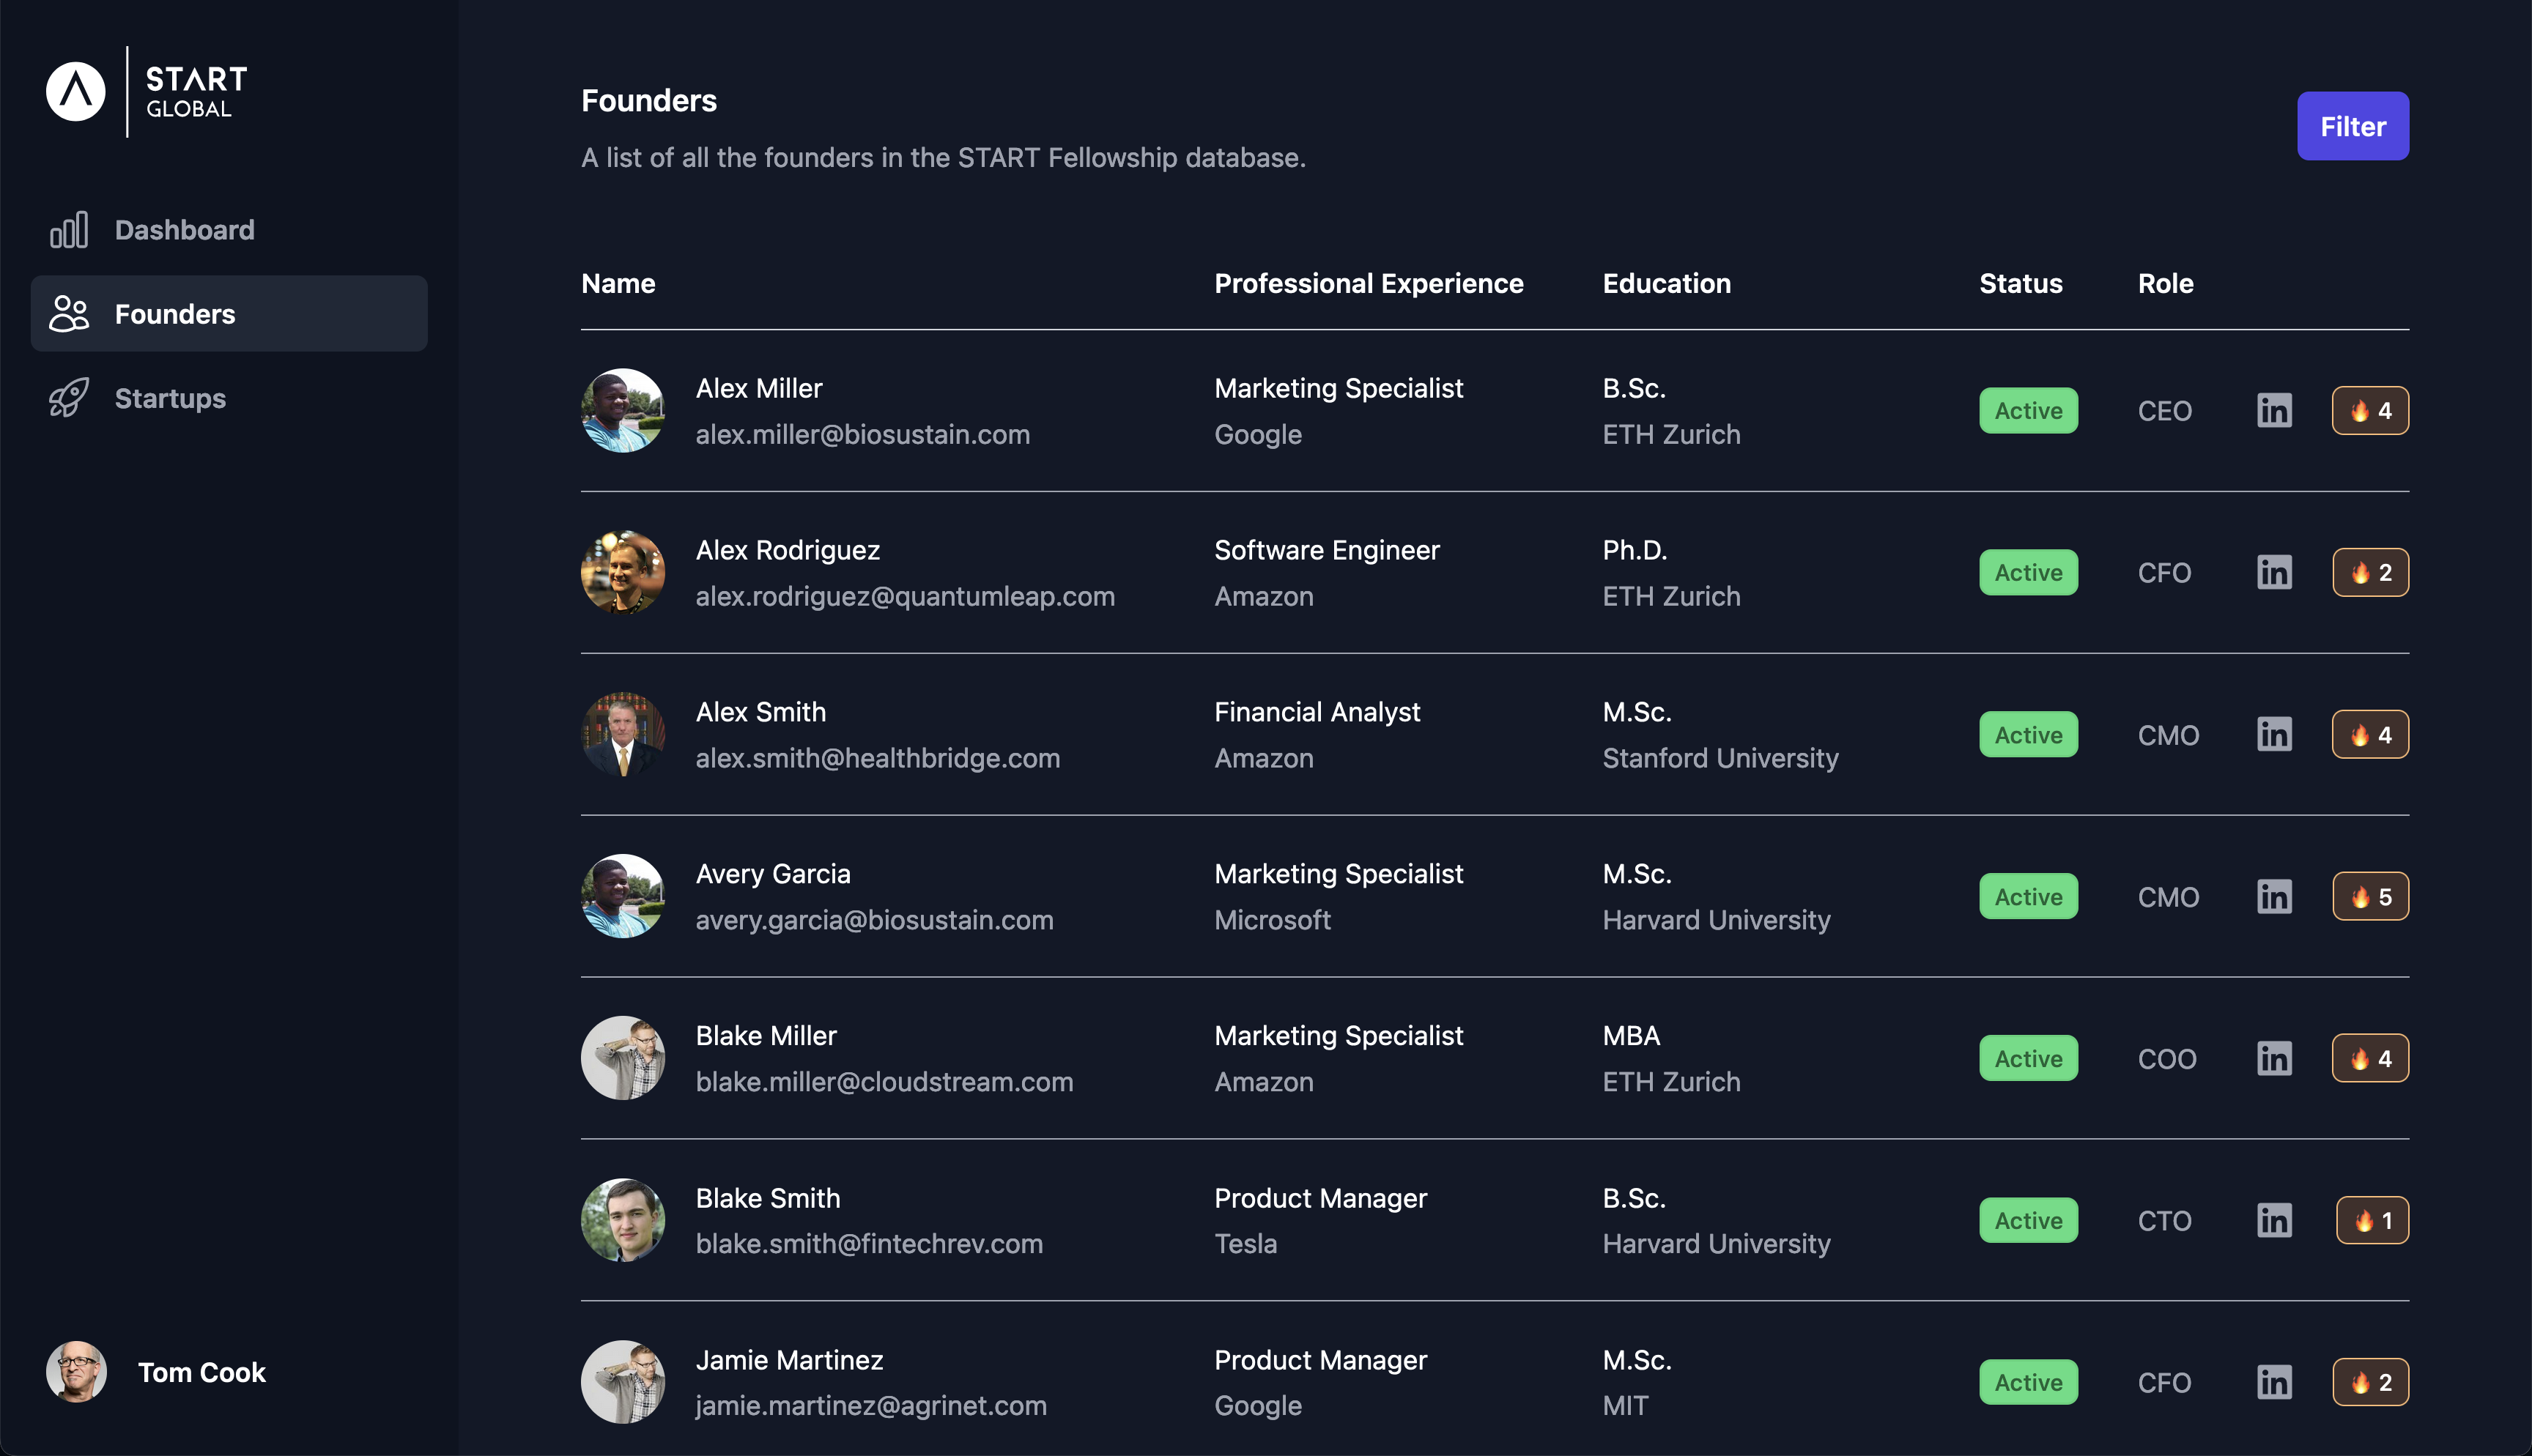 START
GLOBAL
Dashboard
Founders
Startups
Tom Cook
Founders
A list of all the founders in the START Fellowship database.
Filter
Name Professional Experience Education Status Role
Alex Miller Marketing Specialist B.Sc.
alex.miller@biosustain.com Google ETH Zurich
Active CEO in 🔥 4
Alex Rodriguez Software Engineer Ph.D.
alex.rodriguez@quantumleap.com Amazon ETH Zurich
Active CFO in 🔥 2
Alex Smith Financial Analyst M.Sc.
alex.smith@healthbridge.com Amazon Stanford University
Active CMO in 🔥 4
Avery Garcia Marketing Specialist M.Sc.
avery.garcia@biosustain.com Microsoft Harvard University
Active CMO in 🔥 5
Blake Miller Marketing Specialist MBA
blake.miller@cloudstream.com Amazon ETH Zurich
Active COO in 🔥 4
Blake Smith Product Manager B.Sc.
blake.smith@fintechrev.com Tesla Harvard University
Active CTO in 🔥 1
Jamie Martinez Product Manager M.Sc.
jamie.martinez@agrinet.com Google MIT
Active CFO in 🔥 2